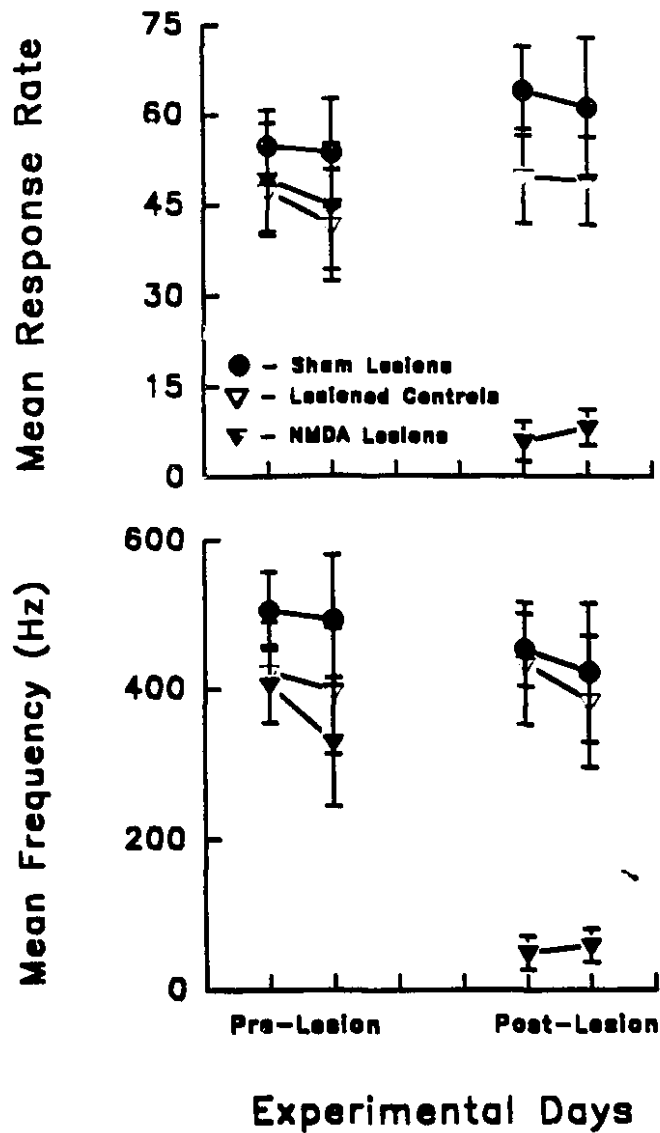 Mean Response Rate
75
60
45
30
15
0
- Sham Lesions
- Lesioned Controls
- NMDA Lesions
Mean Frequency (Hz)
600
400
200
0
Pre-Lesion
Post-Lesion
Experimental Days